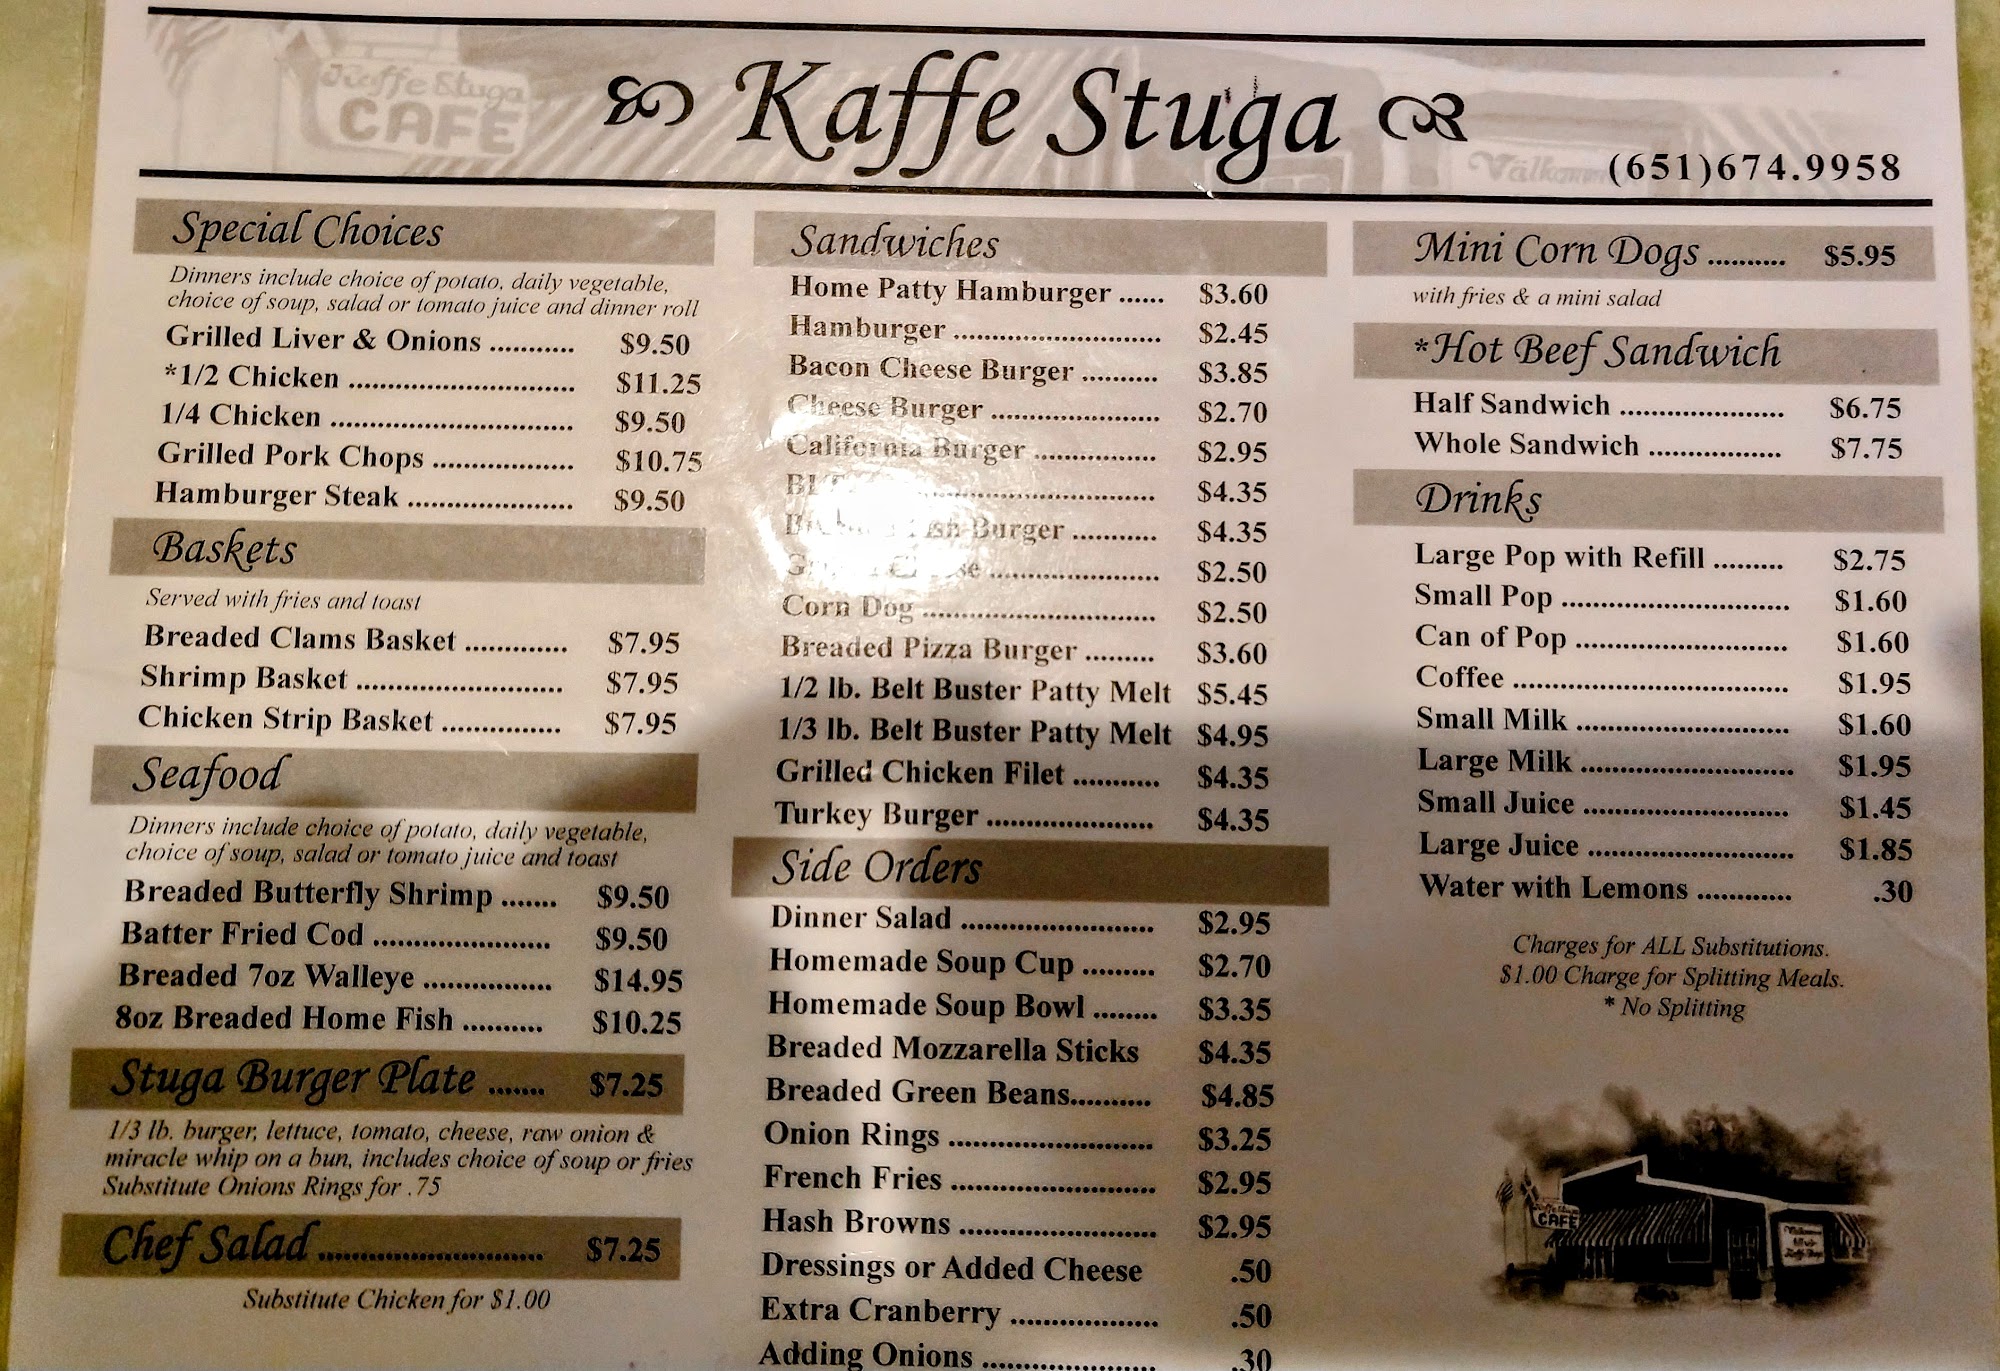 Kaffe Stuga
CAFE
Kaffe Stuga
Välkommen
(651)674.9958
Special Choices
Dinners include choice of potato, daily vegetable,
choice of soup, salad or tomato juice and dinner roll
Grilled Liver & Onions ........... $9.50
*1/2 Chicken ............................ $11.25
1/4 Chicken .............................. $9.50
Grilled Pork Chops .................. $10.75
Hamburger Steak ..................... $9.50
Baskets
Served with fries and toast
Breaded Clams Basket ............. $7.95
Shrimp Basket .......................... $7.95
Chicken Strip Basket ............... $7.95
Seafood
Dinners include choice of potato, daily vegetable,
choice of soup, salad or tomato juice and toast
Breaded Butterfly Shrimp ....... $9.50
Batter Fried Cod ...................... $9.50
Breaded 7oz Walleye ................ $14.95
8oz Breaded Home Fish .......... $10.25
Stuga Burger Plate ....... $7.25
1/3 lb. burger, lettuce, tomato, cheese, raw onion &
miracle whip on a bun, includes choice of soup or fries
Substitute Onions Rings for .75
Chef Salad ............................ $7.25
Substitute Chicken for $1.00
Sandwiches
Home Patty Hamburger ...... $3.60
Hamburger ........................... $2.45
Bacon Cheese Burger ........... $3.85
Cheese Burger ...................... $2.70
California Burger ................ $2.95
BLT .............................. $4.35
Burger ........... $4.35
...................... $2.50
Corn Dog .............................. $2.50
Breaded Pizza Burger ......... $3.60
1/2 lb. Belt Buster Patty Melt $5.45
1/3 lb. Belt Buster Patty Melt $4.95
Grilled Chicken Filet ........... $4.35
Turkey Burger ...................... $4.35
Side Orders
Dinner Salad ......................... $2.95
Homemade Soup Cup ......... $2.70
Homemade Soup Bowl ........ $3.35
Breaded Mozzarella Sticks $4.35
Breaded Green Beans.......... $4.85
Onion Rings .......................... $3.25
French Fries .......................... $2.95
Hash Browns ......................... $2.95
Dressings or Added Cheese .50
Extra Cranberry ................... .50
Adding Onions ...................... .30
Mini Corn Dogs .......... $5.95
with fries & a mini salad
*Hot Beef Sandwich
Half Sandwich ..................... $6.75
Whole Sandwich ................. $7.75
Drinks
Large Pop with Refill ......... $2.75
Small Pop ............................. $1.60
Can of Pop ........................... $1.60
Coffee ................................... $1.95
Small Milk ........................... $1.60
Large Milk ........................... $1.95
Small Juice .......................... $1.45
Large Juice .......................... $1.85
Water with Lemons ............ .30
Charges for ALL Substitutions.
$1.00 Charge for Splitting Meals.
* No Splitting
CAFE